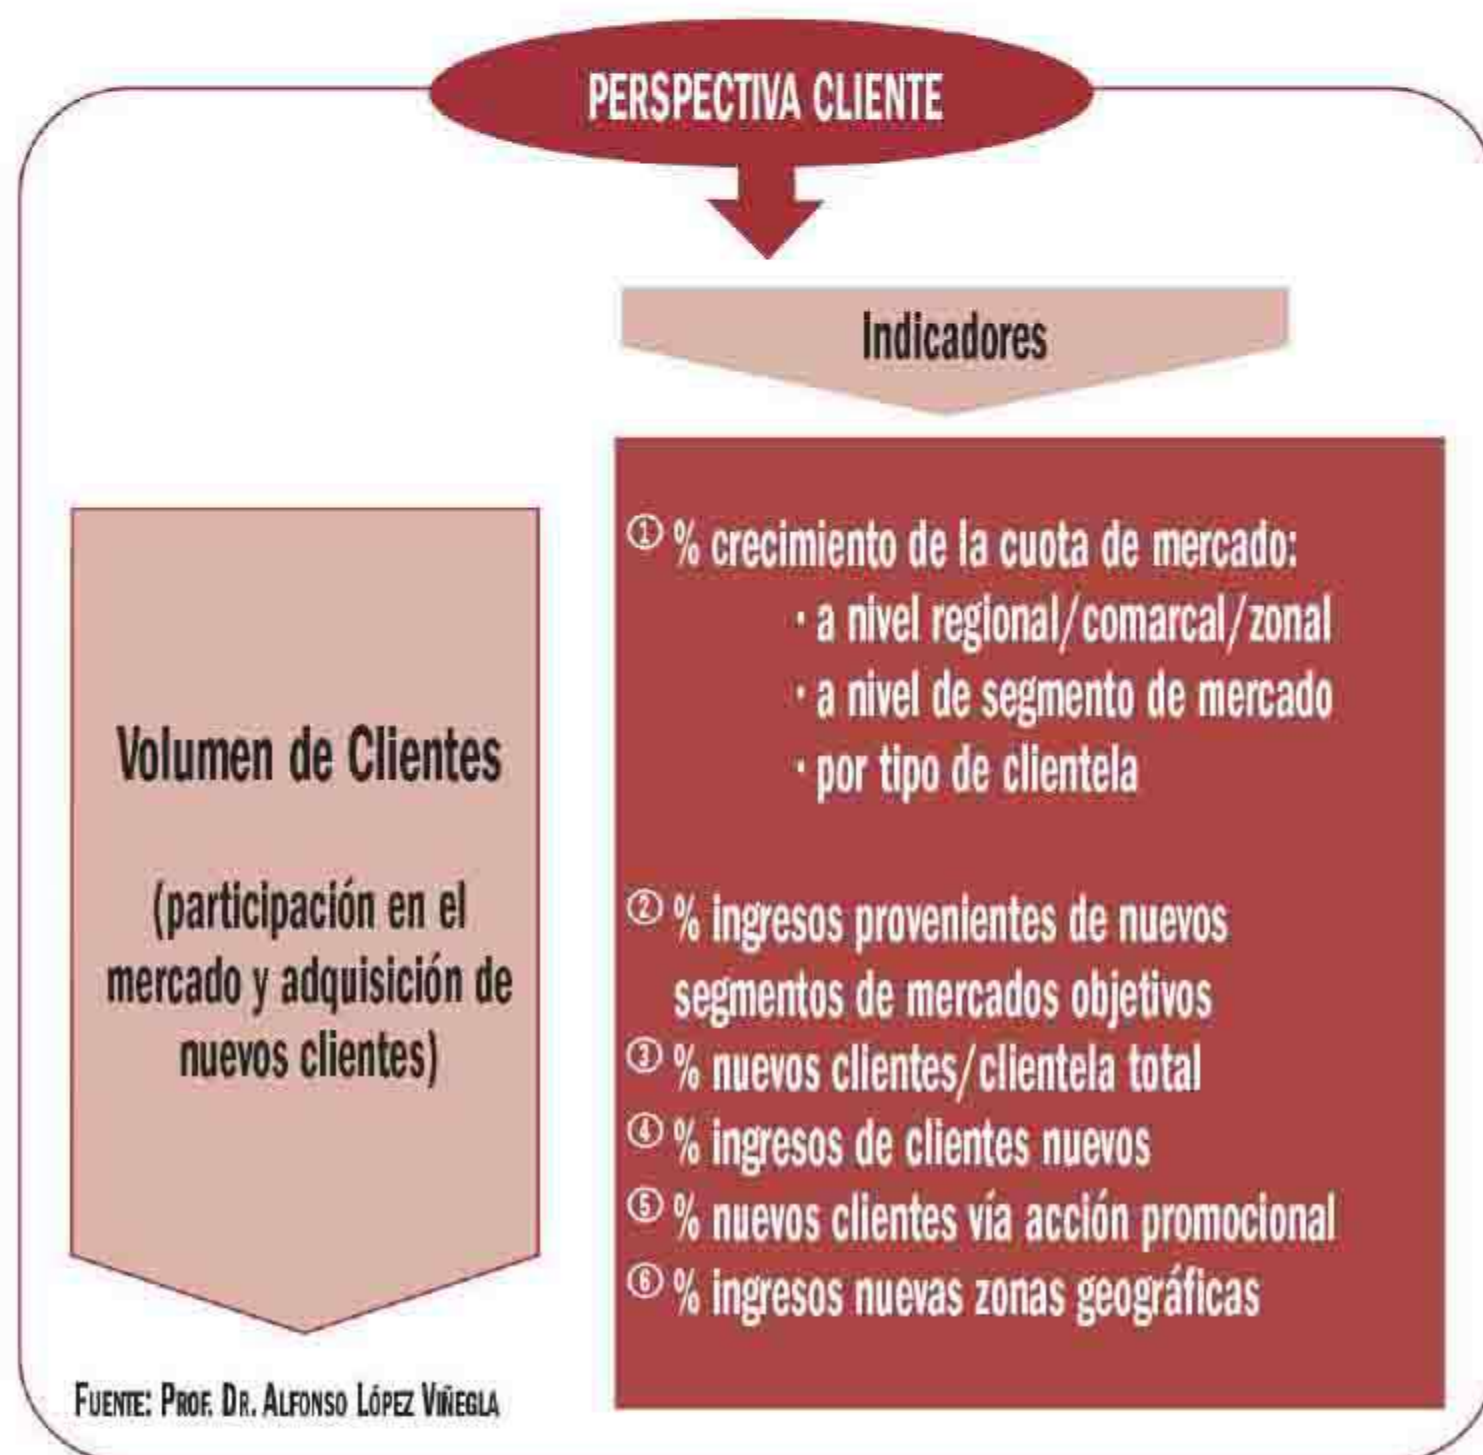 PERSPECTIVA CLIENTE
Indicadores
Volumen de Clientes
(participación en el
mercado y adquisición de
nuevos clientes)
① % crecimiento de la cuota de mercado:
· a nivel regional/comarcal/zonal
· a nivel de segmento de mercado
· por tipo de clientela
② % ingresos provenientes de nuevos
segmentos de mercados objetivos
③ % nuevos clientes/clientela total
④ % ingresos de clientes nuevos
⑤ % nuevos clientes vía acción promocional
⑥ % ingresos nuevas zonas geográficas
FUENTE: PROF. DR. ALFONSO LÓPEZ VIÑEGLA